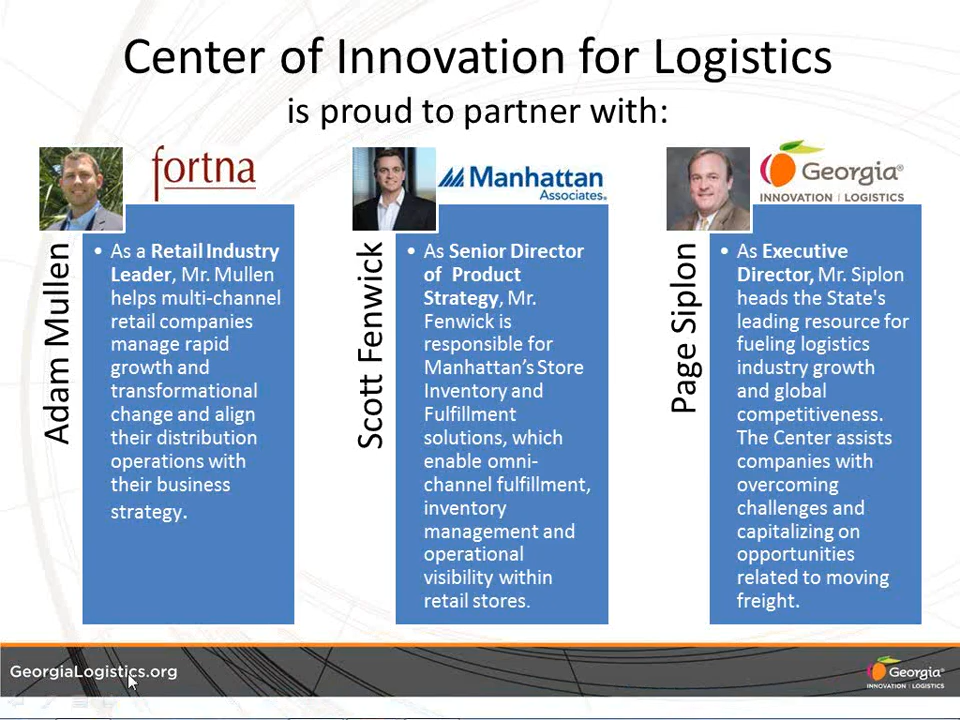 Center of Innovation for Logistics
is proud to partner with:
fortna
Adam Mullen
• As a Retail Industry
Leader, Mr. Mullen
helps multi-channel
retail companies
manage rapid
growth and
transformational
change and align
their distribution
operations with
their business
strategy.
Manhattan
Associates®
Scott Fenwick
• As Senior Director
of Product
Strategy, Mr.
Fenwick is
responsible for
Manhattan's Store
Inventory and
Fulfillment
solutions, which
enable omni-
channel fulfillment,
inventory
management and
operational
visibility within
retail stores.
Georgia®
INNOVATION | LOGISTICS
Page Siplon
• As Executive
Director, Mr. Siplon
heads the State's
leading resource for
fueling logistics
industry growth
and global
competitiveness.
The Center assists
companies with
overcoming
challenges and
capitalizing on
opportunities
related to moving
freight.
GeorgiaLogistics.org
Georgia®
INNOVATION | LOGISTICS